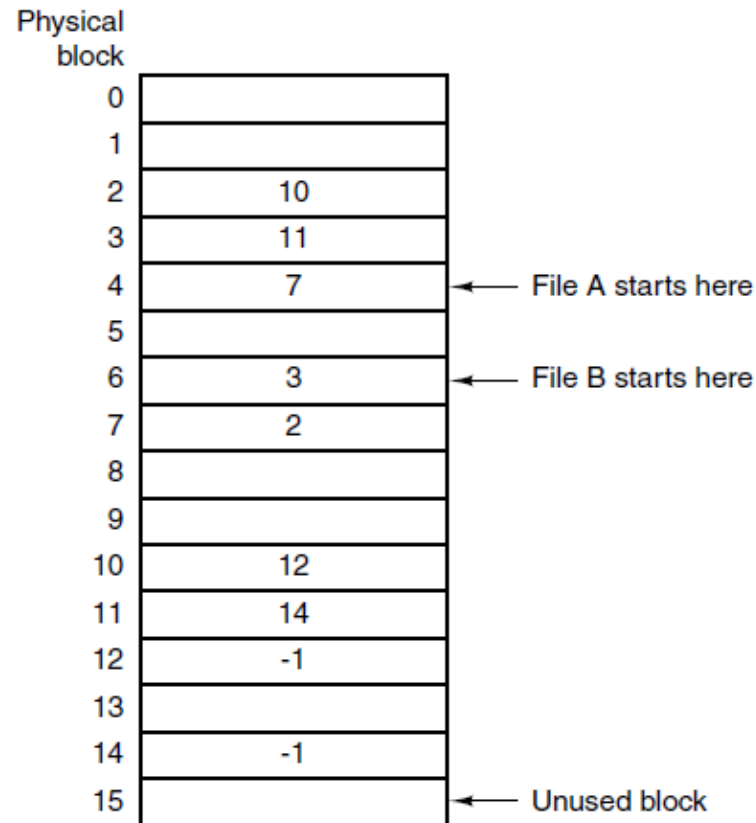 Physical
block
0
1
2 10
3 11
4 7 File A starts here
5
6 3 File B starts here
7 2
8
9
10 12
11 14
12 -1
13
14 -1
15 Unused block